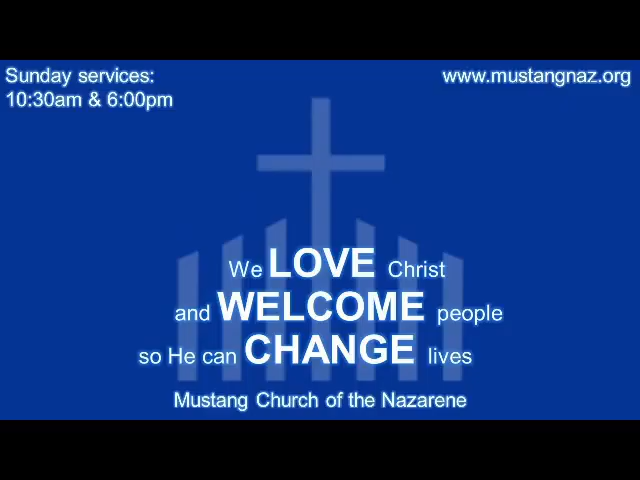 Sunday services:
10:30am & 6:00pm
www.mustangnaz.org
We LOVE Christ
and WELCOME people
so He can CHANGE lives
Mustang Church of the Nazarene